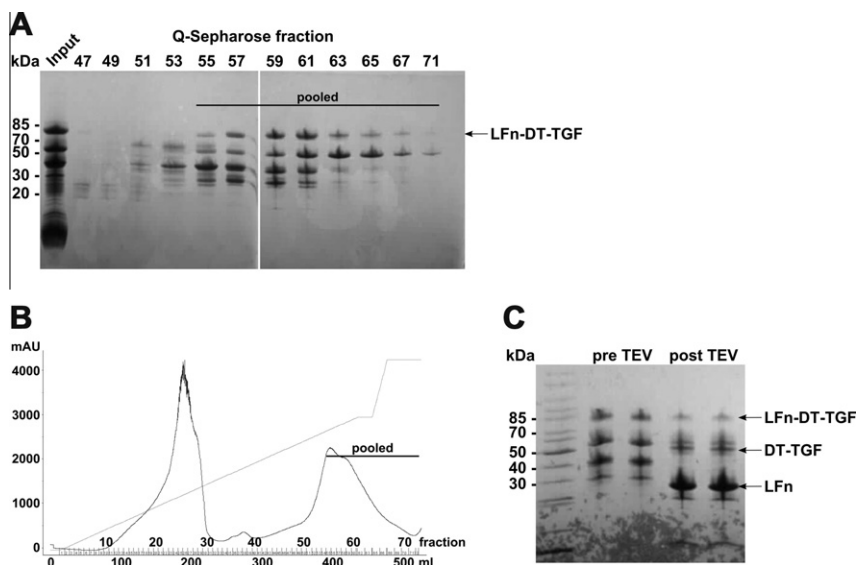 A
Q-Sepharose fraction
kDa Input 47 49 51 53 55 57 59 61 63 65 67 71
pooled
85 -
70 -
50 -
30 -
20 -
LFn-DT-TGF
B
mAU
4000
3000
2000
1000
0
pooled
10 20 30 40 50 60 70 fraction
0 100 200 300 400 500 ml
C
kDa pre TEV post TEV
85 -
70 -
50 -
40 -
30 -
LFn-DT-TGF
DT-TGF
LFn